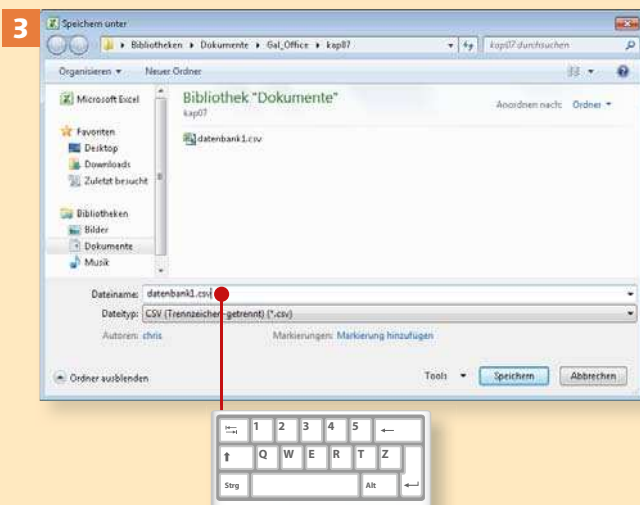 3
Speichern unter
Bibliotheken ▸ Dokumente ▸ Gal_Office ▸ kap07
kap07 durchsuchen
Organisieren
Neuer Ordner
Microsoft Excel
Favoriten
Desktop
Downloads
Zuletzt besucht
Bibliotheken
Bilder
Dokumente
Musik
Bibliothek "Dokumente"
kap07
Anordnen nach: Ordner
datenbank1.csv
Dateiname: datenbank1.csv
Dateityp: CSV (Trennzeichen-getrennt) (*.csv)
Autoren: chris
Markierungen: Markierung hinzufügen
Ordner ausblenden
Tools
Speichern
Abbrechen
1 2 3 4 5
Q W E R T Z
Strg
Alt